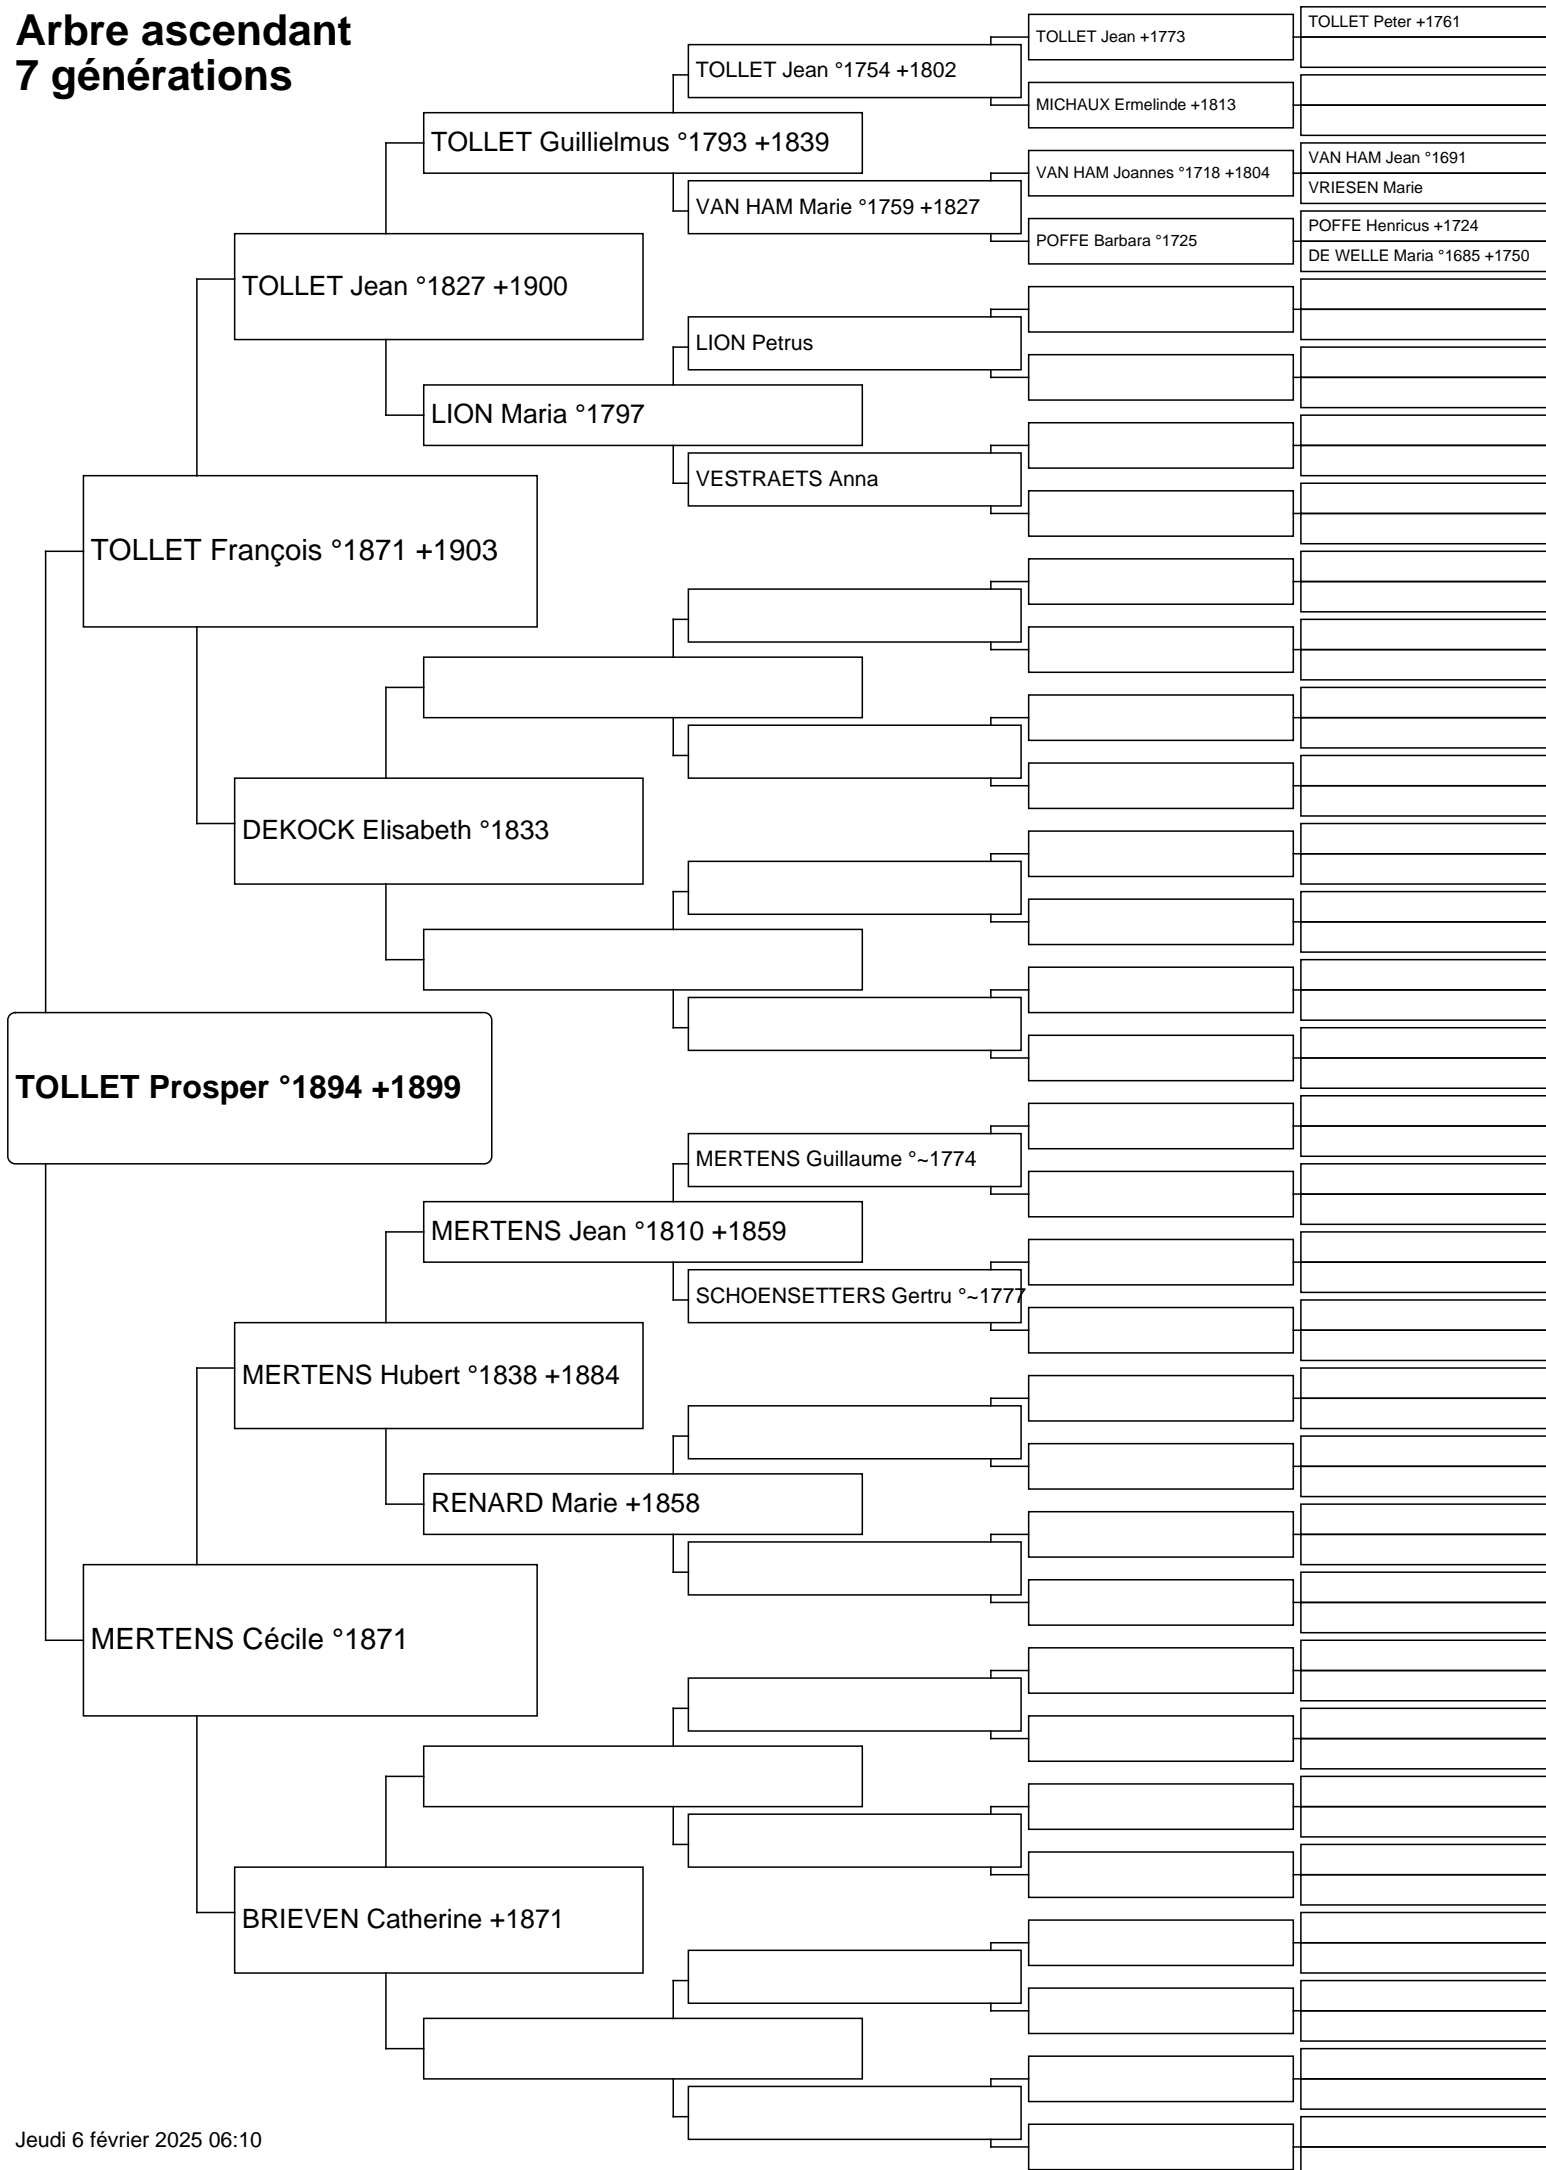 Arbre ascendant
7 générations
TOLLET Prosper °1894 +1899
TOLLET François °1871 +1903
MERTENS Cécile °1871
TOLLET Jean °1827 +1900
DEKOCK Elisabeth °1833
MERTENS Hubert °1838 +1884
BRIEVEN Catherine +1871
TOLLET Guillielmus °1793 +1839
LION Maria °1797
MERTENS Jean °1810 +1859
RENARD Marie +1858
TOLLET Jean °1754 +1802
VAN HAM Marie °1759 +1827
LION Petrus
VESTRAETS Anna
MERTENS Guillaume °~1774
SCHOENSETTERS Gertru °~1777
TOLLET Jean +1773
MICHAUX Ermelinde +1813
VAN HAM Joannes °1718 +1804
POFFE Barbara °1725
TOLLET Peter +1761
VAN HAM Jean °1691
VRIESEN Marie
POFFE Henricus +1724
DE WELLE Maria °1685 +1750
Jeudi 6 février 2025 06:10